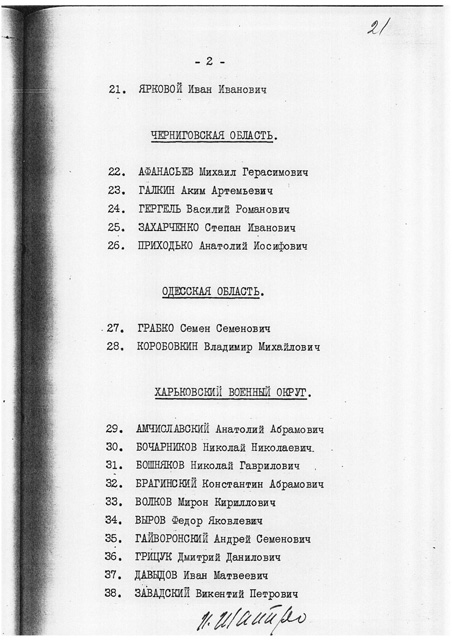 21
- 2 -
21. ЯРКОВОЙ Иван Иванович
ЧЕРНИГОВСКАЯ ОБЛАСТЬ.
22. АФАНАСЬЕВ Михаил Герасимович
23. ГАЛКИН Аким Артемьевич
24. ГЕРГЕЛЬ Василий Романович
25. ЗАХАРЧЕНКО Степан Иванович
26. ПРИХОДЬКО Анатолий Иосифович
ОДЕССКАЯ ОБЛАСТЬ.
27. ГРАБКО Семен Семенович
28. КОРОБОВКИН Владимир Михайлович
ХАРЬКОВСКИЙ ВОЕННЫЙ ОКРУГ.
29. АМЧИСЛАВСКИЙ Анатолий Абрамович
30. БОЧАРНИКОВ Николай Николаевич.
31. БОШНЯКОВ Николай Гаврилович
32. БРАГИНСКИЙ Константин Абрамович
33. ВОЛКОВ Мирон Кириллович
34. ВЫРОВ Федор Яковлевич
35. ГАЙВОРОНСКИЙ Андрей Семенович
36. ГРИЦУК Дмитрий Данилович
37. ДАВЫДОВ Иван Матвеевич
38. ЗАВАДСКИЙ Викентий Петрович